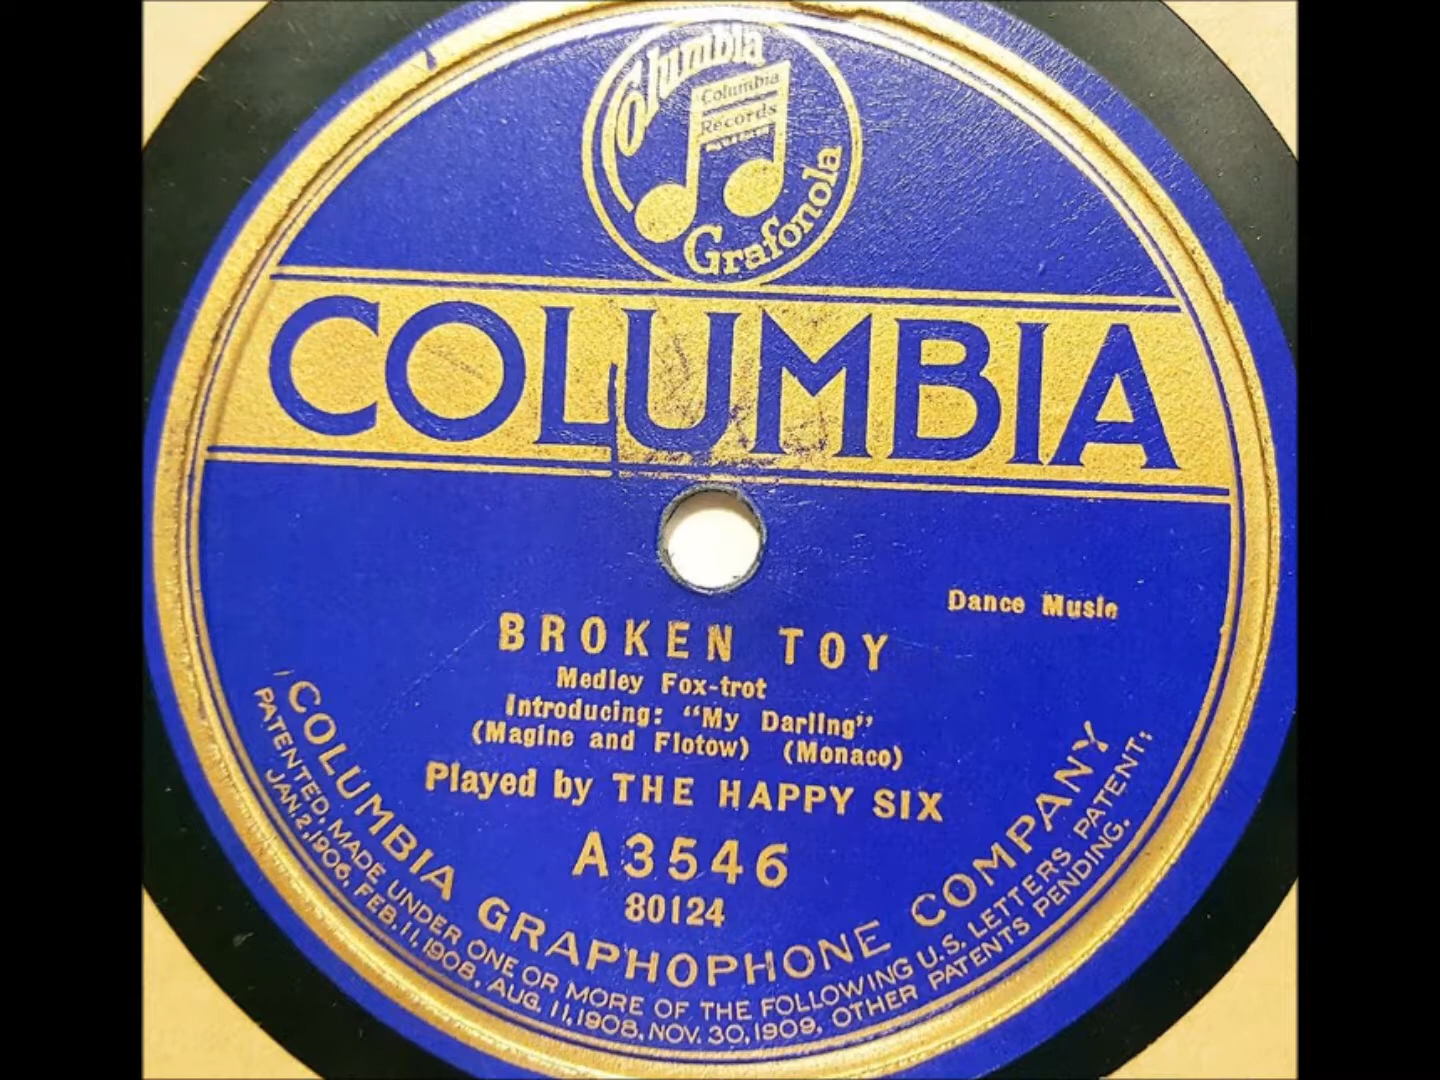 Columbia
Columbia
Records
Grafonola
COLUMBIA
Dance Music
BROKEN TOY
Medley Fox-trot
Introducing: "My Darling"
(Magine and Flotow) (Monaco)
Played by THE HAPPY SIX
A3546
80124
COLUMBIA GRAPHOPHONE COMPANY
PATENTED, MADE UNDER ONE OR MORE OF THE FOLLOWING U.S. LETTERS PATENT:
JAN. 2, 1906, FEB. 11, 1908, AUG. 11, 1908, NOV. 30, 1909, OTHER PATENTS PENDING.